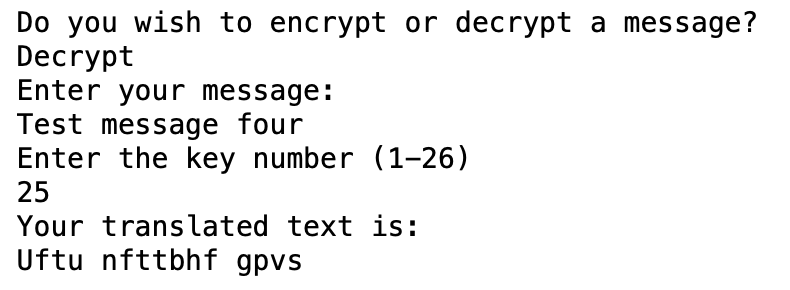 Do you wish to encrypt or decrypt a message?
Decrypt
Enter your message:
Test message four
Enter the key number (1–26)
25
Your translated text is:
Uftu nfttbhf gpvs